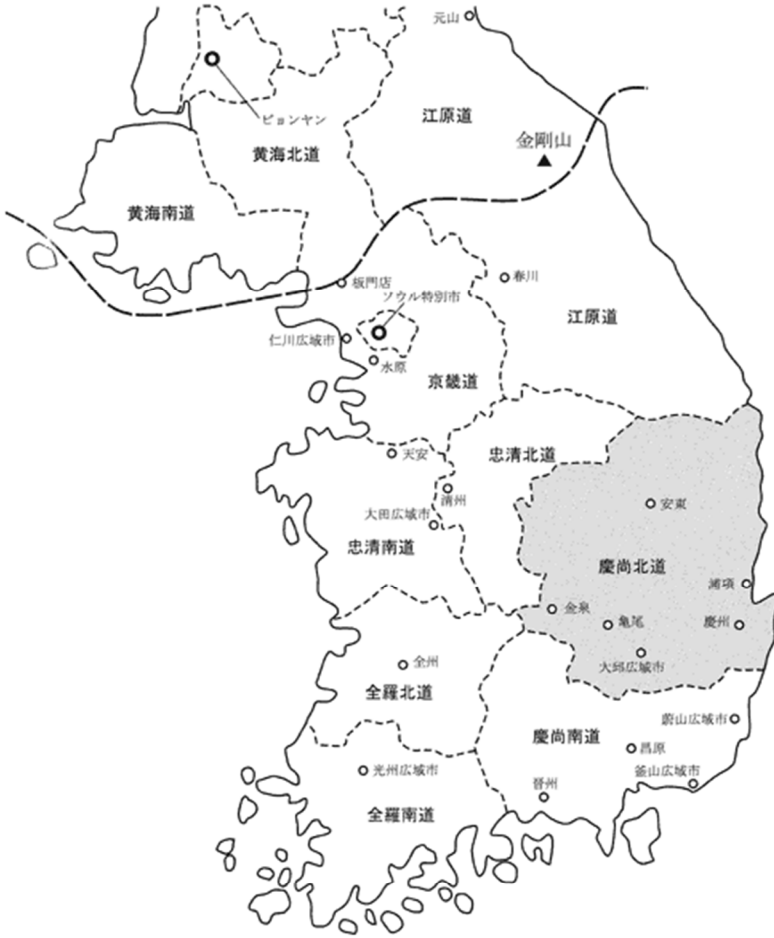 元山
ピョンヤン
江原道
金剛山
黄海北道
黄海南道
板門店
春川
ソウル特別市
江原道
仁川広域市
水原
京畿道
天安
忠清北道
清州
安東
大田広域市
忠清南道
慶尚北道
浦項
金泉
亀尾
慶州
全州
大邱広域市
全羅北道
蔚山広域市
慶尚南道
昌原
光州広域市
釜山広域市
晉州
全羅南道